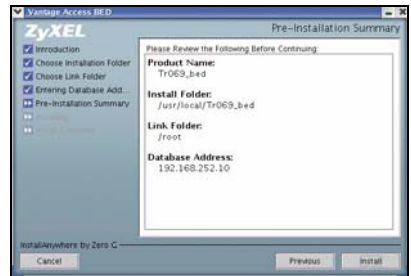 Vantage Access BED
ZyXEL
Pre-Installation Summary
Introduction
Choose Installation Folder
Choose Link Folder
Entering Database Add...
Pre-Installation Summary
Please Review the Following Before Continuing:
Product Name:
Tr069_bed
Install Folder:
/usr/local/Tr069_bed
Link Folder:
/root
Database Address:
192.168.252.10
InstallAnywhere by Zero G
Cancel
Previous
Install